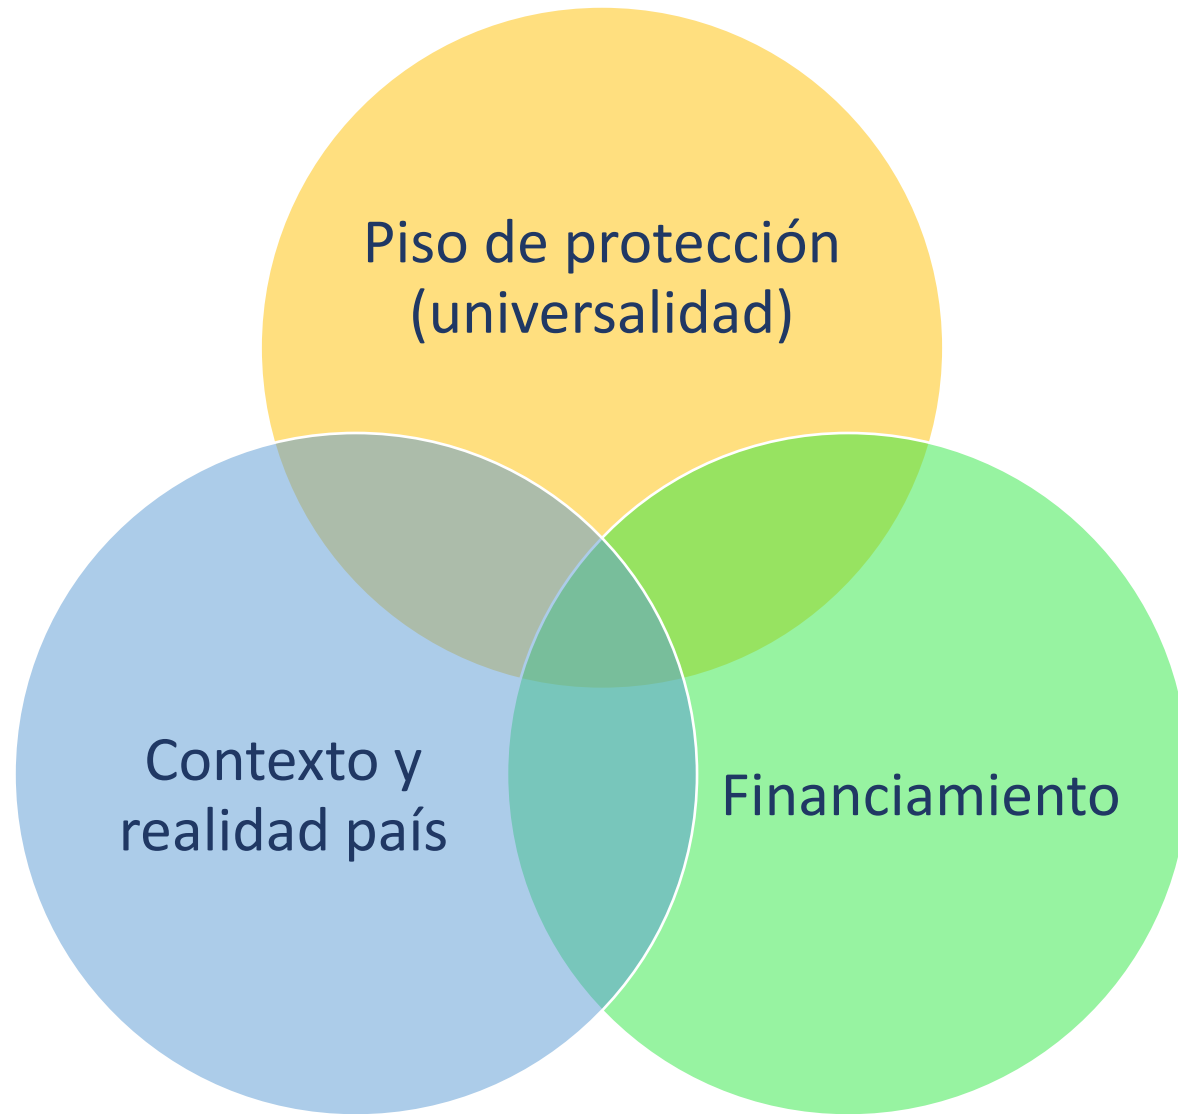 Piso de protección
(universalidad)
Contexto y
realidad país
Financiamiento